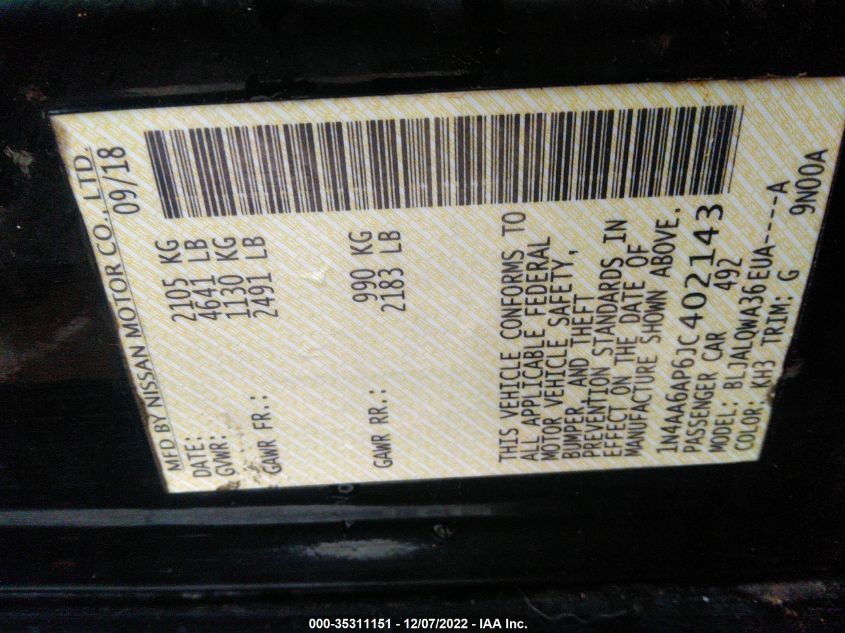 MFD BY NISSAN MOTOR CO., LTD.
DATE: 09/18
GVWR: 2105 KG
4641 LB
GAWR FR.: 1130 KG
2491 LB
GAWR RR.: 990 KG
2183 LB
THIS VEHICLE CONFORMS TO
ALL APPLICABLE FEDERAL
MOTOR VEHICLE SAFETY,
BUMPER, AND THEFT
PREVENTION STANDARDS IN
EFFECT ON THE DATE OF
MANUFACTURE SHOWN ABOVE.
1N4AA6AP6JC402143
PASSENGER CAR 492
MODEL: BLJALQWA36EUA-----A
COLOR: KH3 TRIM: G 9N00A
000-35311151 - 12/07/2022 - IAA Inc.